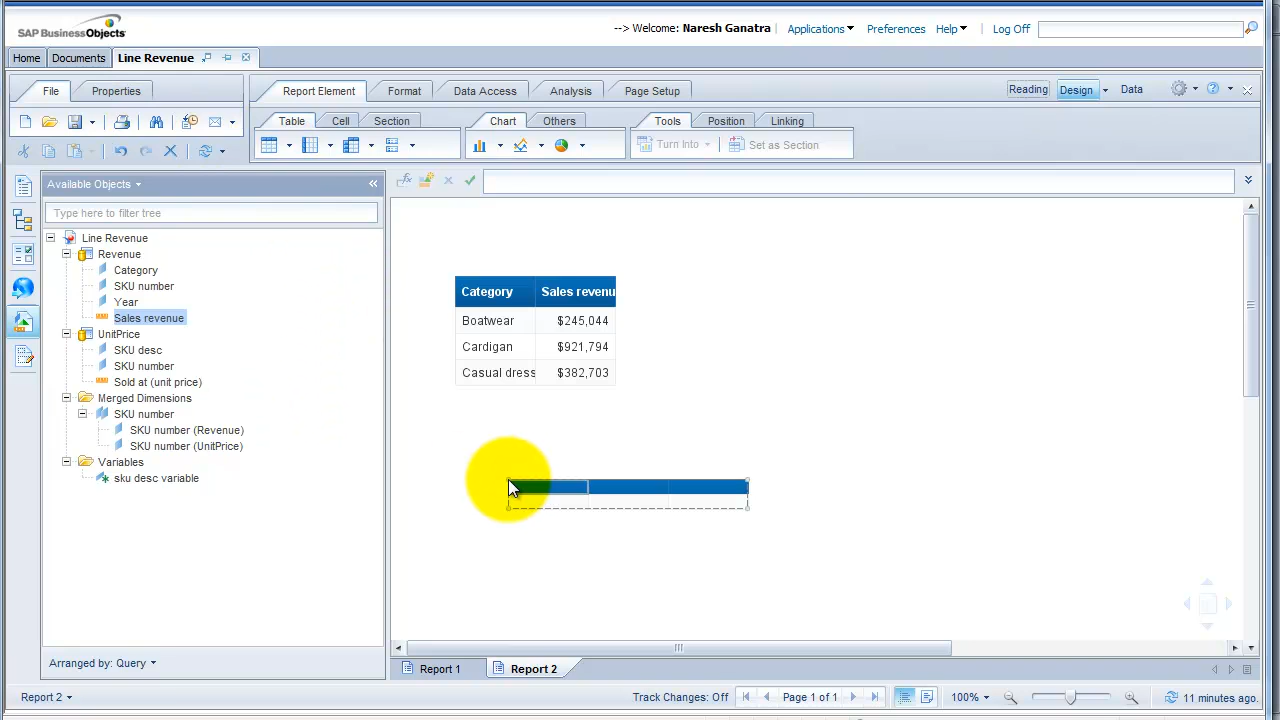 SAP BusinessObjects
--> Welcome: Naresh Ganatra | Applications Preferences Help | Log Off
Home Documents Line Revenue
File Properties Report Element Format Data Access Analysis Page Setup Reading Design Data
Table Cell Section Chart Others Tools Position Linking
Turn Into Set as Section
Available Objects
Type here to filter tree
Line Revenue
Revenue
Category
SKU number
Year
Sales revenue
UnitPrice
SKU desc
SKU number
Sold at (unit price)
Merged Dimensions
SKU number
SKU number (Revenue)
SKU number (UnitPrice)
Variables
sku desc variable
Category Sales revenu
Boatwear $245,044
Cardigan $921,794
Casual dress $382,703
Arranged by: Query
Report 1 Report 2
Report 2 Track Changes: Off Page 1 of 1 100% 11 minutes ago.